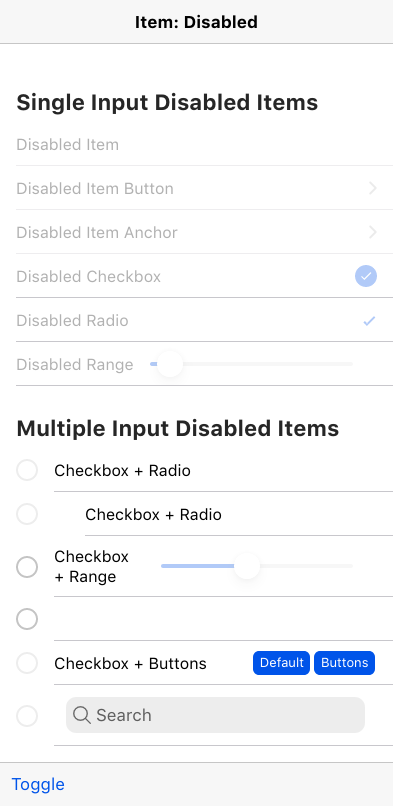 Item: Disabled
Single Input Disabled Items
Disabled Item
Disabled Item Button
Disabled Item Anchor
Disabled Checkbox
Disabled Radio
Disabled Range
Multiple Input Disabled Items
Checkbox + Radio
Checkbox + Radio
Checkbox
+ Range
Checkbox + Buttons Default Buttons
Search
Toggle